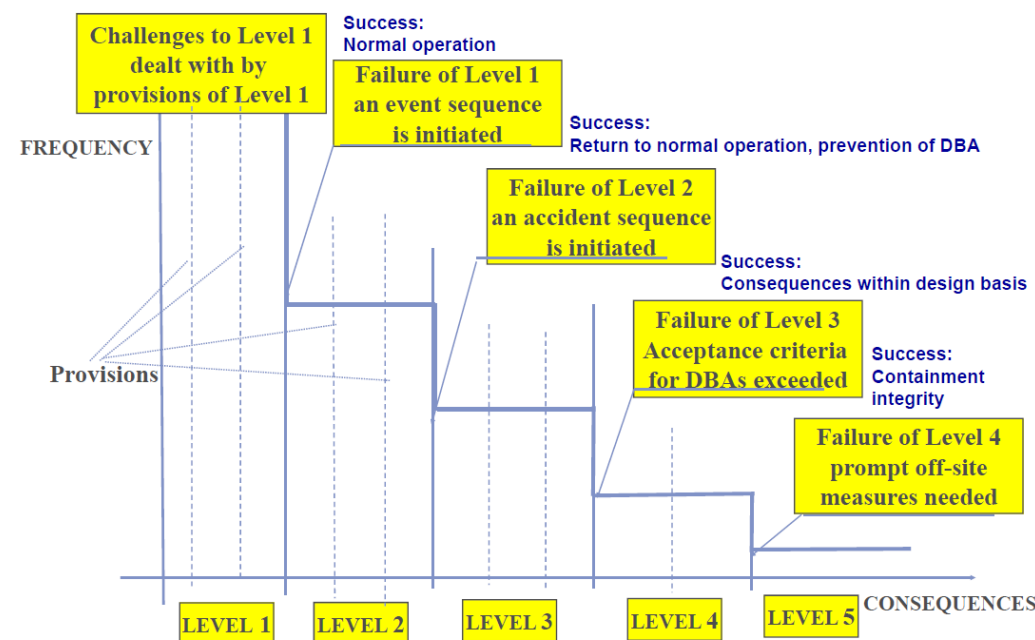 Challenges to Level 1
dealt with by
provisions of Level 1
Success:
Normal operation
Failure of Level 1
an event sequence
is initiated
FREQUENCY
Success:
Return to normal operation, prevention of DBA
Failure of Level 2
an accident sequence
is initiated
Success:
Consequences within design basis
Failure of Level 3
Acceptance criteria
for DBAs exceeded
Success:
Containment
integrity
Provisions
Failure of Level 4
prompt off-site
measures needed
CONSEQUENCES
LEVEL 1
LEVEL 2
LEVEL 3
LEVEL 4
LEVEL 5